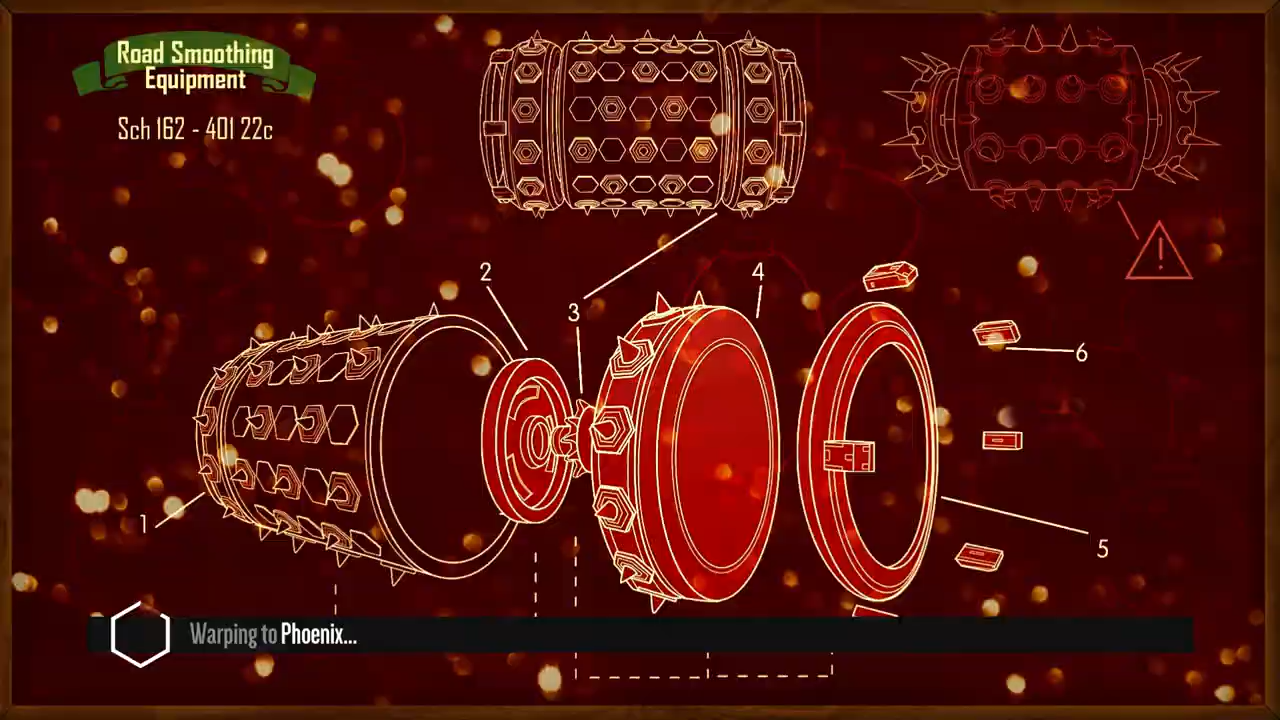 Road Smoothing
Equipment
Sch 162 - 401 22c
2
3
4
6
1
5
Warping to Phoenix...